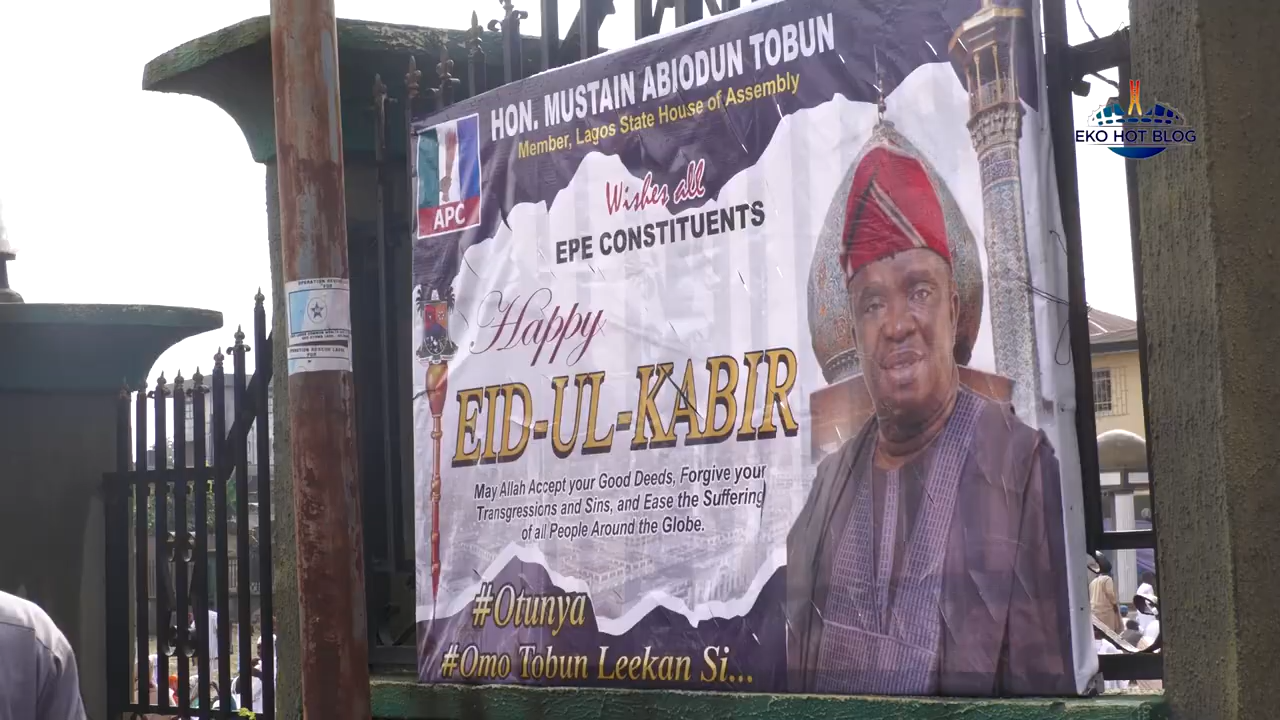 HON. MUSTAIN ABIODUN TOBUN
Member, Lagos State House of Assembly
APC
Wishes all
EPE CONSTITUENTS
Happy
EID-UL-KABIR
May Allah Accept your Good Deeds, Forgive your
Transgressions and Sins, and Ease the Suffering
of all People Around the Globe.
#Otunya
#Omo Tobun Leekan Si...
EKO HOT BLOG